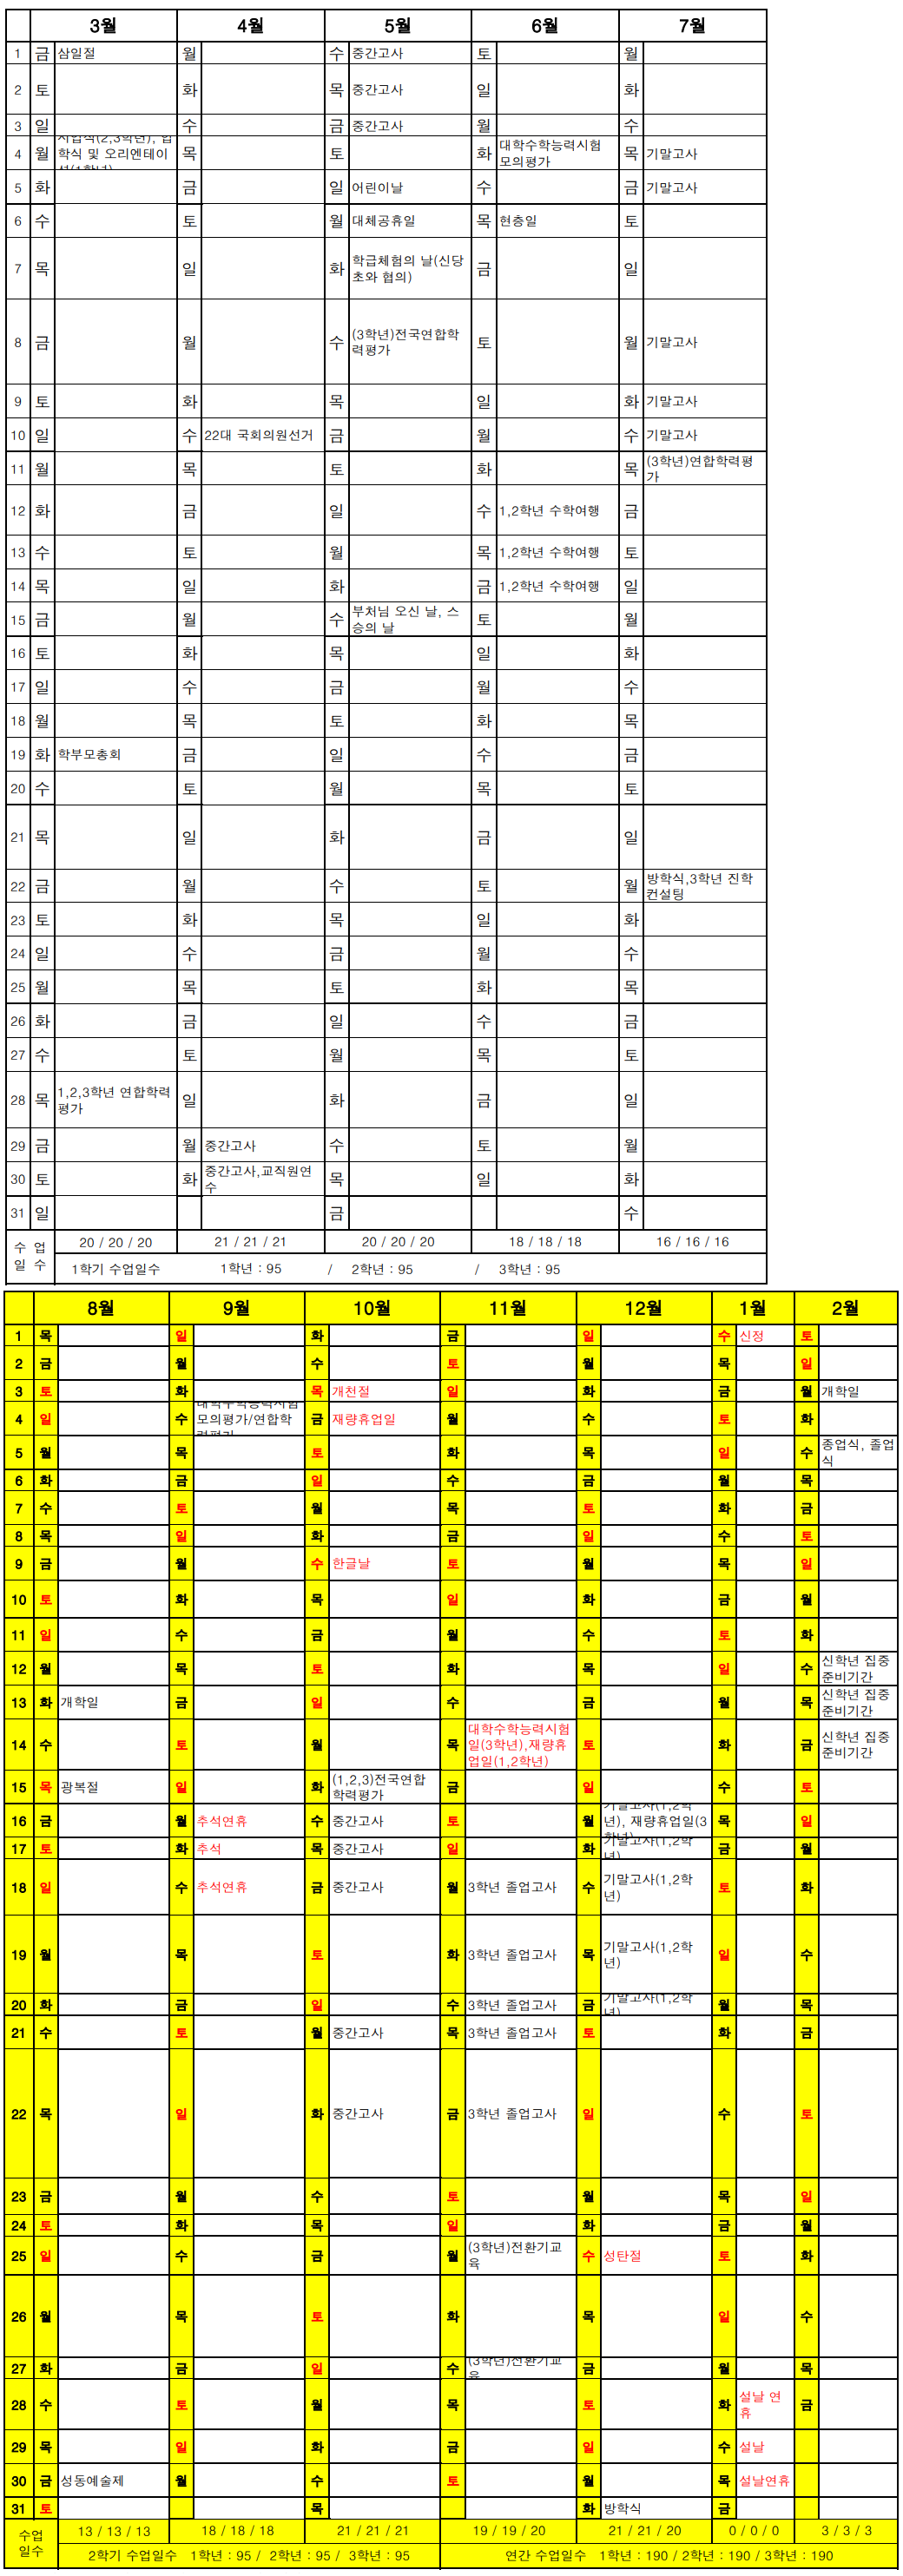 3월 4월 5월 6월 7월
1 금 삼일절 월 수 중간고사 토 월
2 토 화 목 중간고사 일 화
3 일 수 금 중간고사 월 수
4 월 시업식(2,3학년), 입학식 및 오리엔테이션(1학년) 목 토 화 대학수학능력시험 모의평가 목 기말고사
5 화 금 일 어린이날 수 금 기말고사
6 수 토 월 대체공휴일 목 현충일 토
7 목 일 화 학급체험의 날(신당초와 협의) 금 일
8 금 월 수 (3학년)전국연합학력평가 토 월 기말고사
9 토 화 목 일 화 기말고사
10 일 수 22대 국회의원선거 금 월 수 기말고사
11 월 목 토 화 목 (3학년)연합학력평가
12 화 금 일 수 1,2학년 수학여행 금
13 수 토 월 목 1,2학년 수학여행 토
14 목 일 화 금 1,2학년 수학여행 일
15 금 월 수 부처님 오신 날, 스승의 날 토 월
16 토 화 목 일 화
17 일 수 금 월 수
18 월 목 토 화 목
19 화 학부모총회 금 일 수 금
20 수 토 월 목 토
21 목 일 화 금 일
22 금 월 수 토 월 방학식,3학년 진학컨설팅
23 토 화 목 일 화
24 일 수 금 월 수
25 월 목 토 화 목
26 화 금 일 수 금
27 수 토 월 목 토
28 목 1,2,3학년 연합학력평가 일 화 금 일
29 금 월 중간고사 수 토 월
30 토 화 중간고사,교직원연수 목 일 화
31 일 금 수
수 업 일 수 20 / 20 / 20 21 / 21 / 21 20 / 20 / 20 18 / 18 / 18 16 / 16 / 16
1학기 수업일수 1학년 : 95 / 2학년 : 95 / 3학년 : 95
8월 9월 10월 11월 12월 1월 2월
1 목 일 화 금 일 수 신정 토
2 금 월 수 토 월 목 일
3 토 화 목 개천절 일 화 금 월 개학일
4 일 수 대학수학능력시험 모의평가/연합학력평가 금 재량휴업일 월 수 토 화
5 월 목 토 화 목 일 수 종업식, 졸업식
6 화 금 일 수 금 월 목
7 수 토 월 목 토 화 금
8 목 일 화 금 일 수 토
9 금 월 수 한글날 토 월 목 일
10 토 화 목 일 화 금 월
11 일 수 금 월 수 토 화
12 월 목 토 화 목 일 수 신학년 집중 준비기간
13 화 개학일 금 일 수 금 월 목 신학년 집중 준비기간
14 수 토 월 목 대학수학능력시험일(3학년),재량휴업일(1,2학년) 토 화 금 신학년 집중 준비기간
15 목 광복절 일 화 (1,2,3)전국연합학력평가 금 일 수 토
16 금 월 추석연휴 수 중간고사 토 월 기말고사(1,2학년), 재량휴업일(3학년) 목 일
17 토 화 추석 목 중간고사 일 화 기말고사(1,2학년) 금 월
18 일 수 추석연휴 금 중간고사 월 3학년 졸업고사 수 기말고사(1,2학년) 토 화
19 월 목 토 화 3학년 졸업고사 목 기말고사(1,2학년) 일 수
20 화 금 일 수 3학년 졸업고사 금 기말고사(1,2학년) 월 목
21 수 토 월 중간고사 목 3학년 졸업고사 토 화 금
22 목 일 화 중간고사 금 3학년 졸업고사 일 수 토
23 금 월 수 토 월 목 일
24 토 화 목 일 화 금 월
25 일 수 금 월 (3학년)전환기교육 수 성탄절 토 화
26 월 목 토 화 목 일 수
27 화 금 일 수 (3학년)전환기교육 금 월 목
28 수 토 월 목 토 화 설날 연휴 금
29 목 일 화 금 일 수 설날
30 금 성동예술제 월 수 토 월 목 설날연휴
31 토 목 화 방학식 금
수업 일수 13 / 13 / 13 18 / 18 / 18 21 / 21 / 21 19 / 19 / 20 21 / 21 / 20 0 / 0 / 0 3 / 3 / 3
2학기 수업일수 1학년 : 95 / 2학년 : 95 / 3학년 : 95 연간 수업일수 1학년 : 190 / 2학년 : 190 / 3학년 : 190